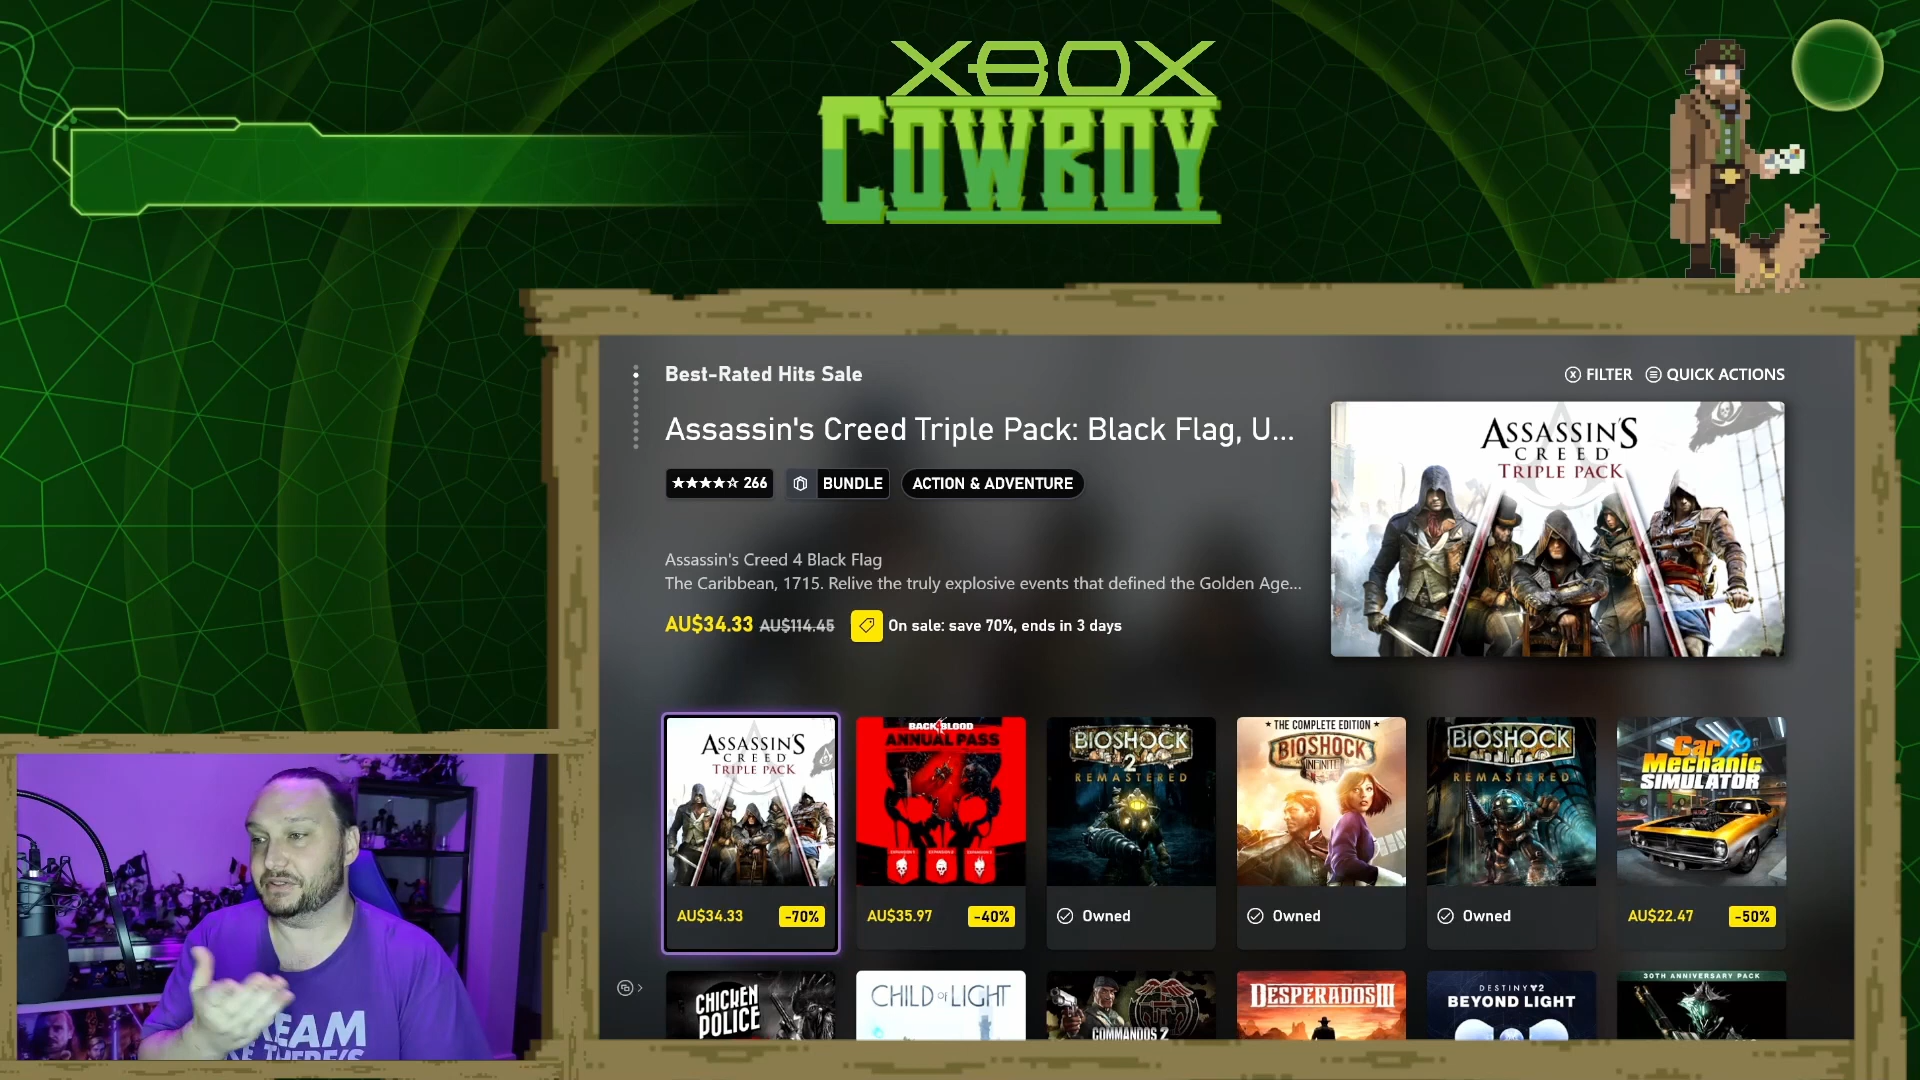 XBOX
COWBOY
Best-Rated Hits Sale
FILTER
QUICK ACTIONS
Assassin's Creed Triple Pack: Black Flag, U...
266
BUNDLE
ACTION & ADVENTURE
Assassin's Creed 4 Black Flag
The Caribbean, 1715. Relive the truly explosive events that defined the Golden Age...
AU$34.33 AU$114.45 On sale: save 70%, ends in 3 days
ASSASSIN'S
CREED
TRIPLE PACK
ASSASSIN'S
CREED
TRIPLE PACK
AU$34.33 -70%
BACK 4 BLOOD
ANNUAL PASS
AU$35.97 -40%
BIOSHOCK
2
REMASTERED
Owned
THE COMPLETE EDITION
BIOSHOCK
INFINITE
Owned
BIOSHOCK
REMASTERED
Owned
Car
Mechanic
SIMULATOR
AU$22.47 -50%
CHICKEN
POLICE
CHILD OF LIGHT
COMMANDOS 2
DESPERADOS III
DESTINY 2
BEYOND LIGHT
30TH ANNIVERSARY PACK